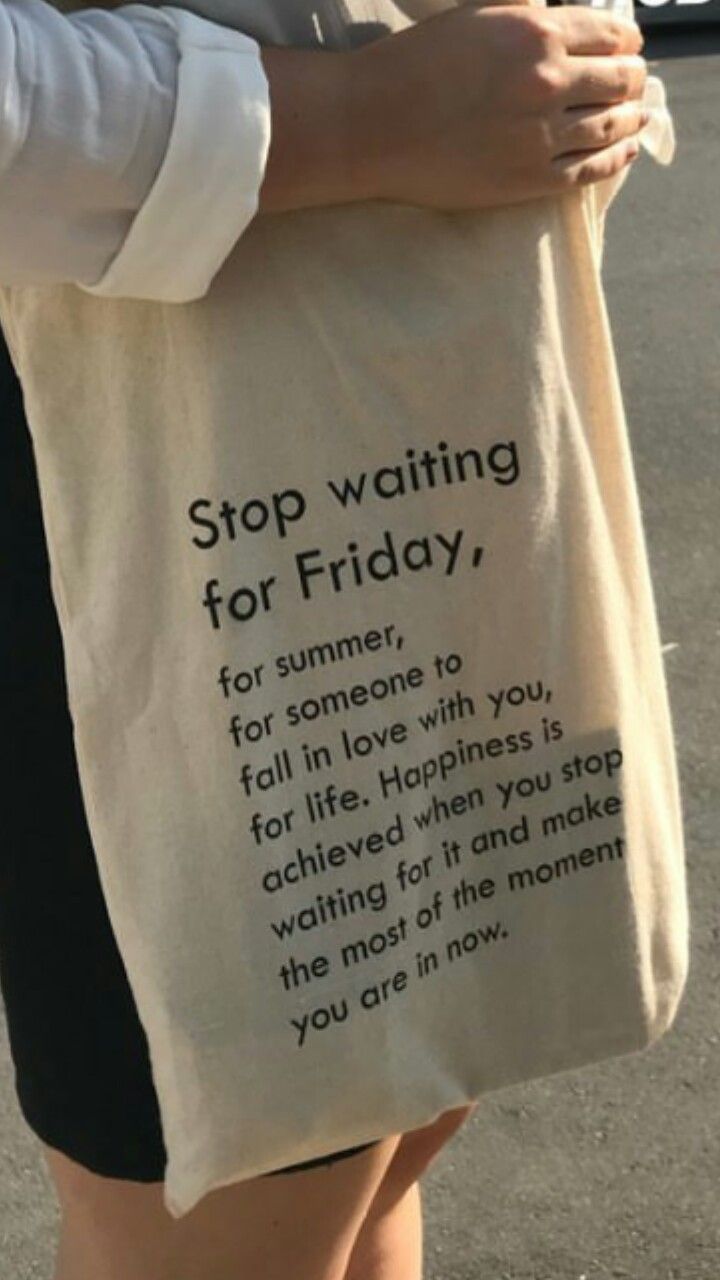 Stop waiting
for Friday,
for summer,
for someone to
fall in love with you,
for life. Happiness is
achieved when you stop
waiting for it and make
the most of the moment
you are in now.